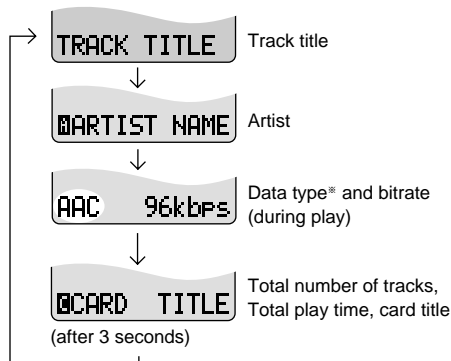 TRACK TITLE
Track title
ARTIST NAME
Artist
AAC 96kbps
Data type※ and bitrate
(during play)
CCARD TITLE
Total number of tracks,
Total play time, card title
(after 3 seconds)